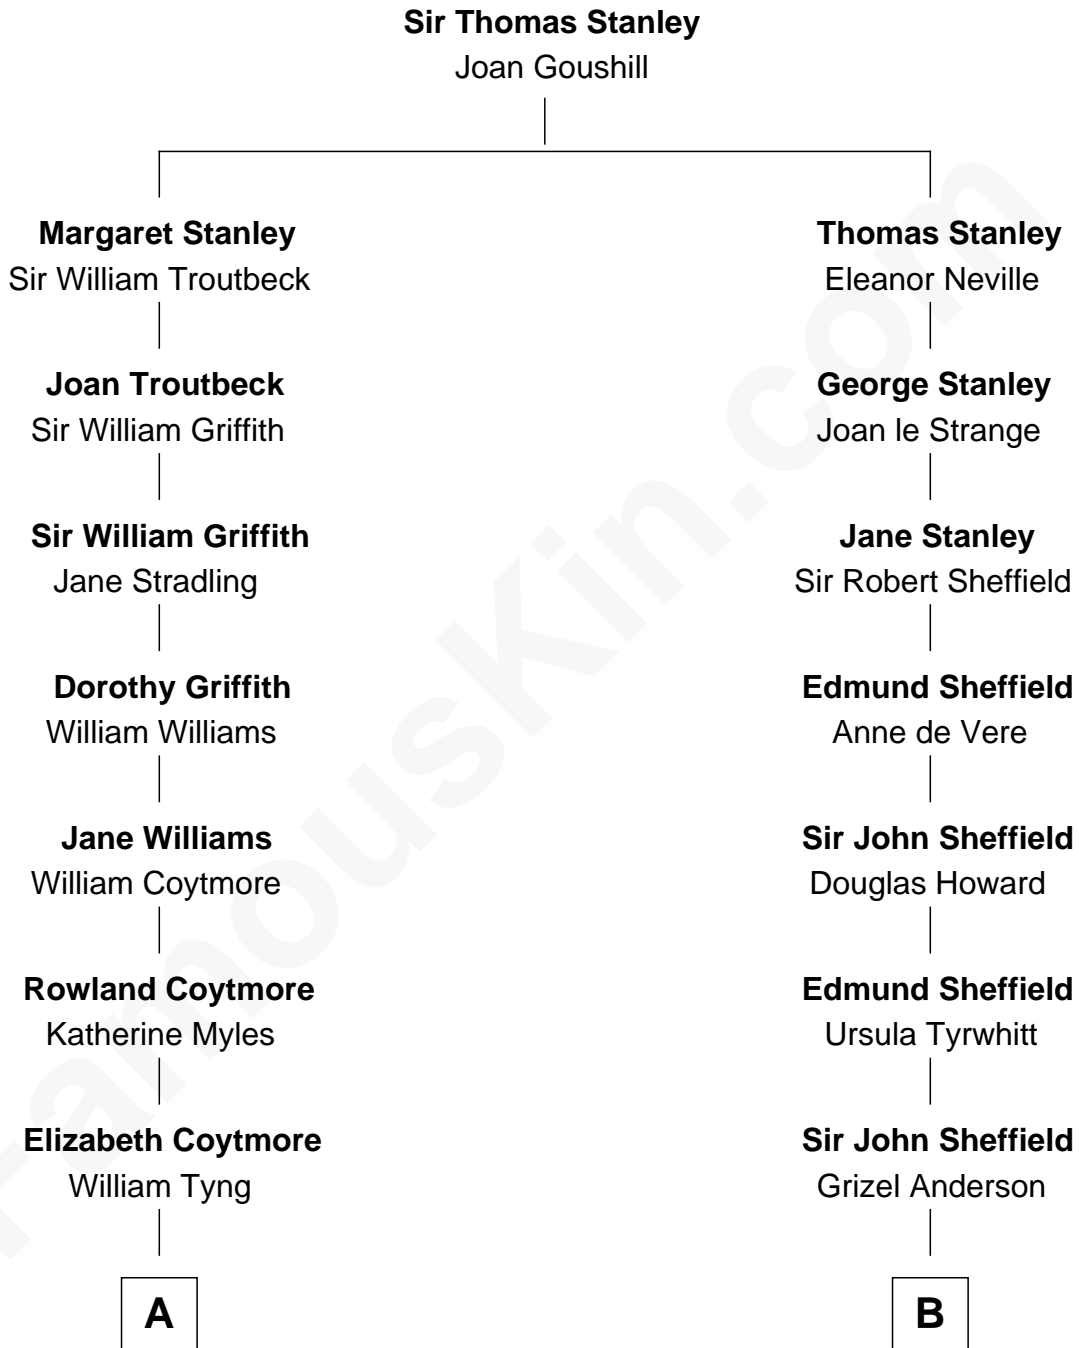 Sir Thomas Stanley
Joan Goushill
Margaret Stanley
Sir William Troutbeck
Thomas Stanley
Eleanor Neville
Joan Troutbeck
Sir William Griffith
George Stanley
Joan le Strange
Sir William Griffith
Jane Stradling
Jane Stanley
Sir Robert Sheffield
Dorothy Griffith
William Williams
Edmund Sheffield
Anne de Vere
Jane Williams
William Coytmore
Sir John Sheffield
Douglas Howard
Rowland Coytmore
Katherine Myles
Edmund Sheffield
Ursula Tyrwhitt
Elizabeth Coytmore
William Tyng
Sir John Sheffield
Grizel Anderson
A
B
FamousKin.com